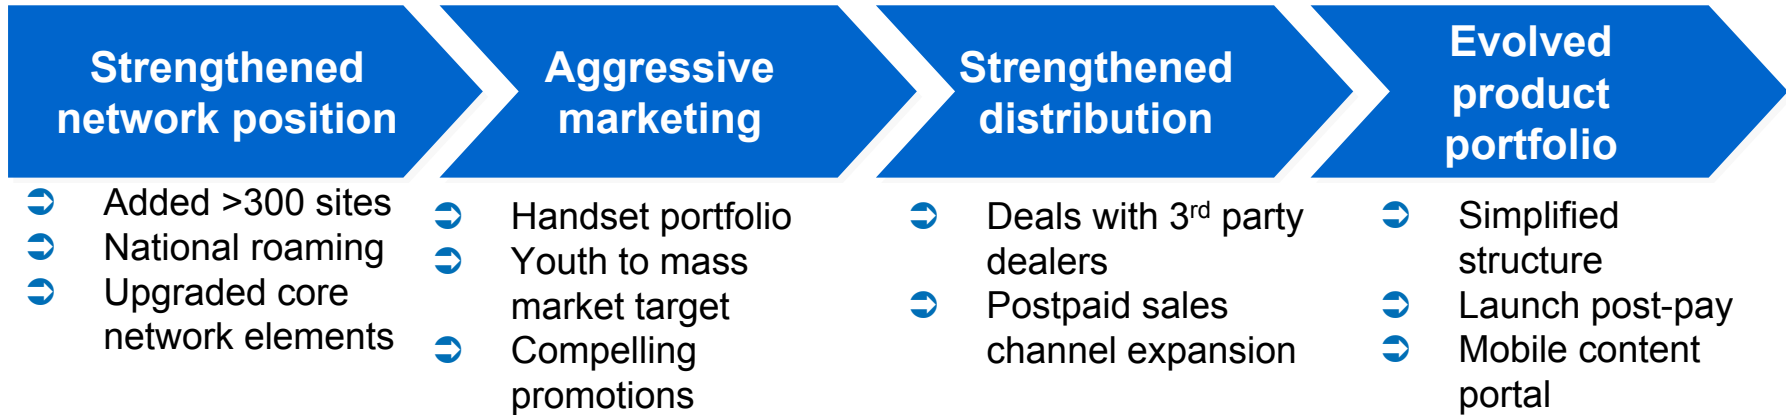 Strengthened
network position
Added >300 sites
National roaming
Upgraded core
network elements
Aggressive
marketing
Handset portfolio
Youth to mass
market target
Compelling
promotions
Strengthened
distribution
Deals with 3rd party
dealers
Postpaid sales
channel expansion
Evolved
product
portfolio
Simplified
structure
Launch post-pay
Mobile content
portal